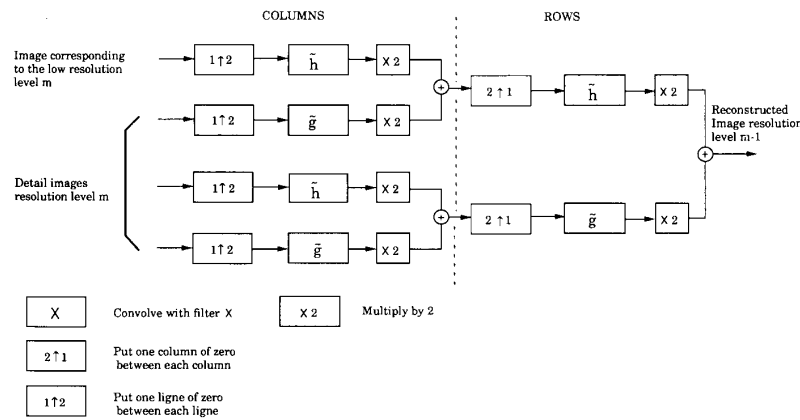 COLUMNS
ROWS
Image corresponding
to the low resolution
level m
1↑2
h̃
X 2
1↑2
g̃
X 2
2↑1
h̃
X 2
Reconstructed
Image resolution
level m-1
Detail images
resolution level m
1↑2
h̃
X 2
1↑2
g̃
X 2
2↑1
g̃
X 2
X
Convolve with filter X
X 2
Multiply by 2
2↑1
Put one column of zero
between each column
1↑2
Put one ligne of zero
between each ligne